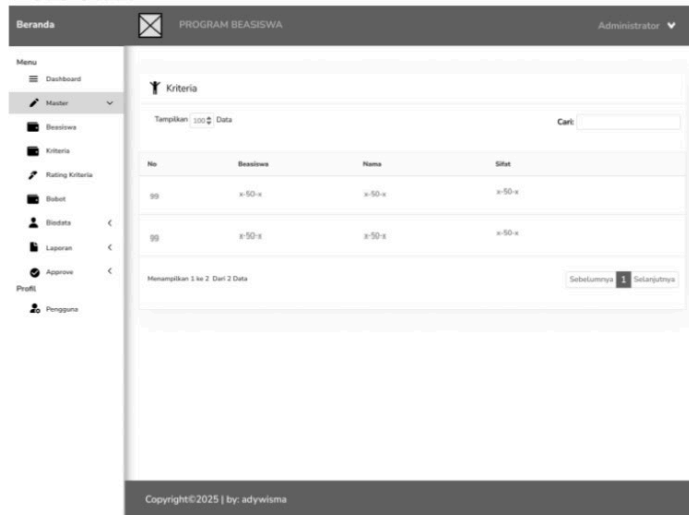 Beranda
PROGRAM BEASISWA
Administrator
Menu
Dashboard
Master
Beasiswa
Kriteria
Rating Kriteria
Bobot
Biodata
Laporan
Approve
Profil
Pengguna
Kriteria
Tampilkan 100 Data
Cari:
No Beasiswa Nama Sifat
99 x-50-x x-50-x x-50-x
99 x-50-x x-50-x x-50-x
Menampilkan 1 ke 2 Dari 2 Data
Sebelumnya 1 Selanjutnya
Copyright©2025 | by: adywisma